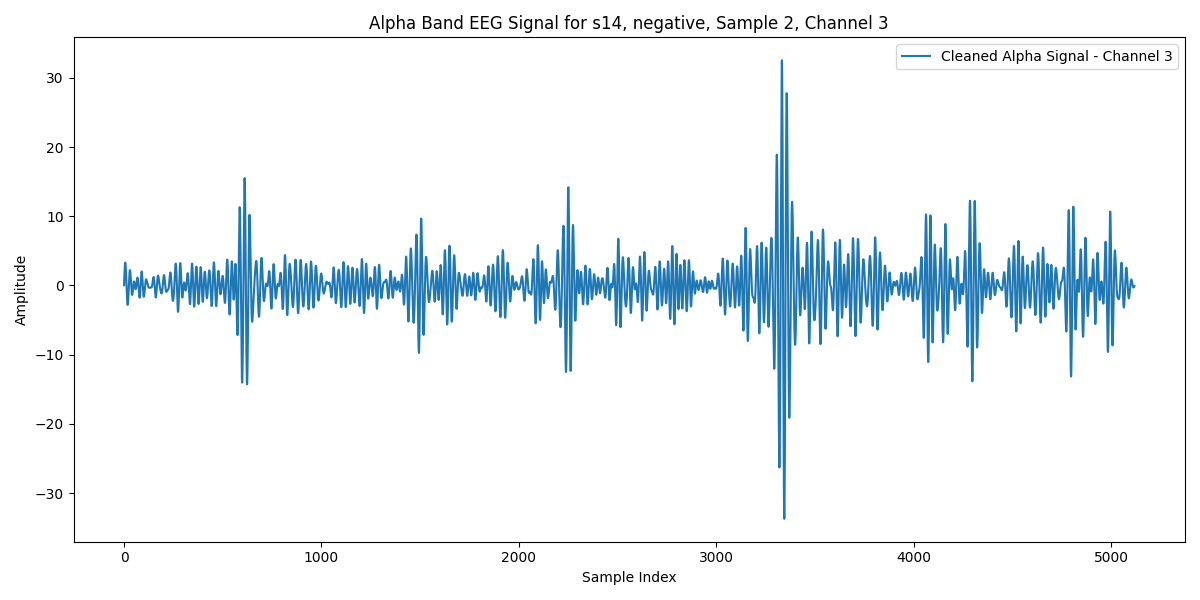 Alpha Band EEG Signal for s14, negative, Sample 2, Channel 3
Cleaned Alpha Signal - Channel 3
Amplitude
30
20
10
0
−10
−20
−30
0 1000 2000 3000 4000 5000
Sample Index